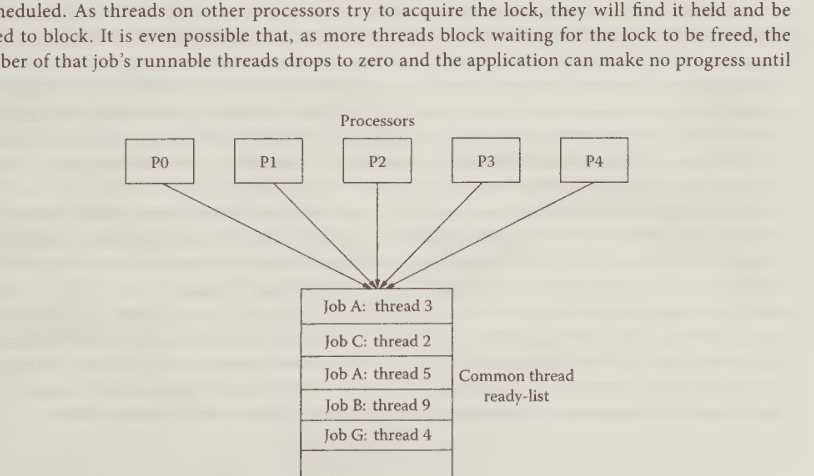 heduled. As threads on other processors try to acquire the lock, they will find it held and be
ed to block. It is even possible that, as more threads block waiting for the lock to be freed, the
ber of that job's runnable threads drops to zero and the application can make no progress until
Processors
P0 P1 P2 P3 P4
Job A: thread 3
Job C: thread 2
Job A: thread 5
Common thread
ready-list
Job B: thread 9
Job G: thread 4